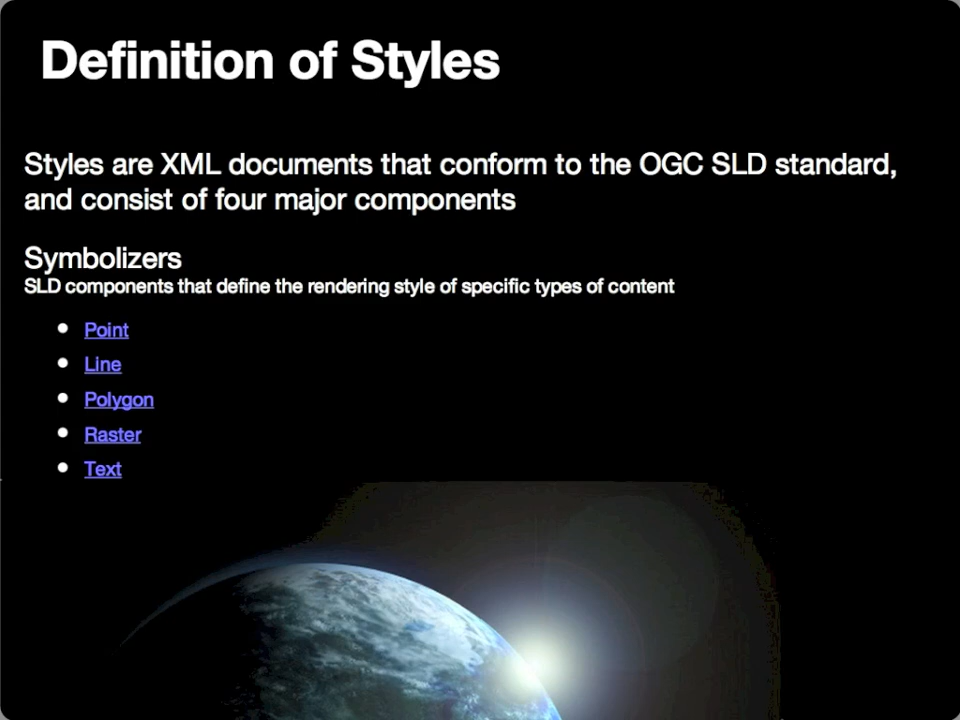 Definition of Styles
Styles are XML documents that conform to the OGC SLD standard,
and consist of four major components
Symbolizers
SLD components that define the rendering style of specific types of content
• Point
• Line
• Polygon
• Raster
• Text